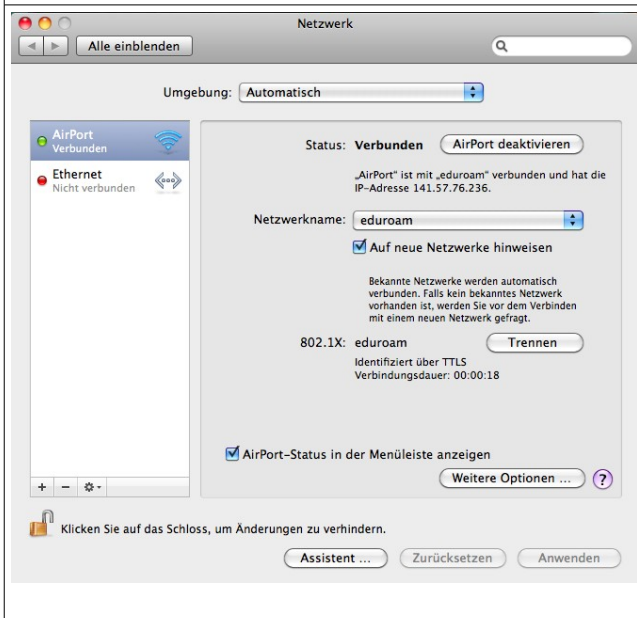 Netzwerk
Alle einblenden
Umgebung: Automatisch
AirPort
Verbunden
Ethernet
Nicht verbunden
Status: Verbunden AirPort deaktivieren
„AirPort“ ist mit „eduroam“ verbunden und hat die
IP-Adresse 141.57.76.236.
Netzwerkname: eduroam
Auf neue Netzwerke hinweisen
Bekannte Netzwerke werden automatisch
verbunden. Falls kein bekanntes Netzwerk
vorhanden ist, werden Sie vor dem Verbinden
mit einem neuen Netzwerk gefragt.
802.1X: eduroam Trennen
Identifiziert über TTLS
Verbindungsdauer: 00:00:18
AirPort-Status in der Menüleiste anzeigen
Weitere Optionen ... ?
+ −
Klicken Sie auf das Schloss, um Änderungen zu verhindern.
Assistent ... Zurücksetzen Anwenden